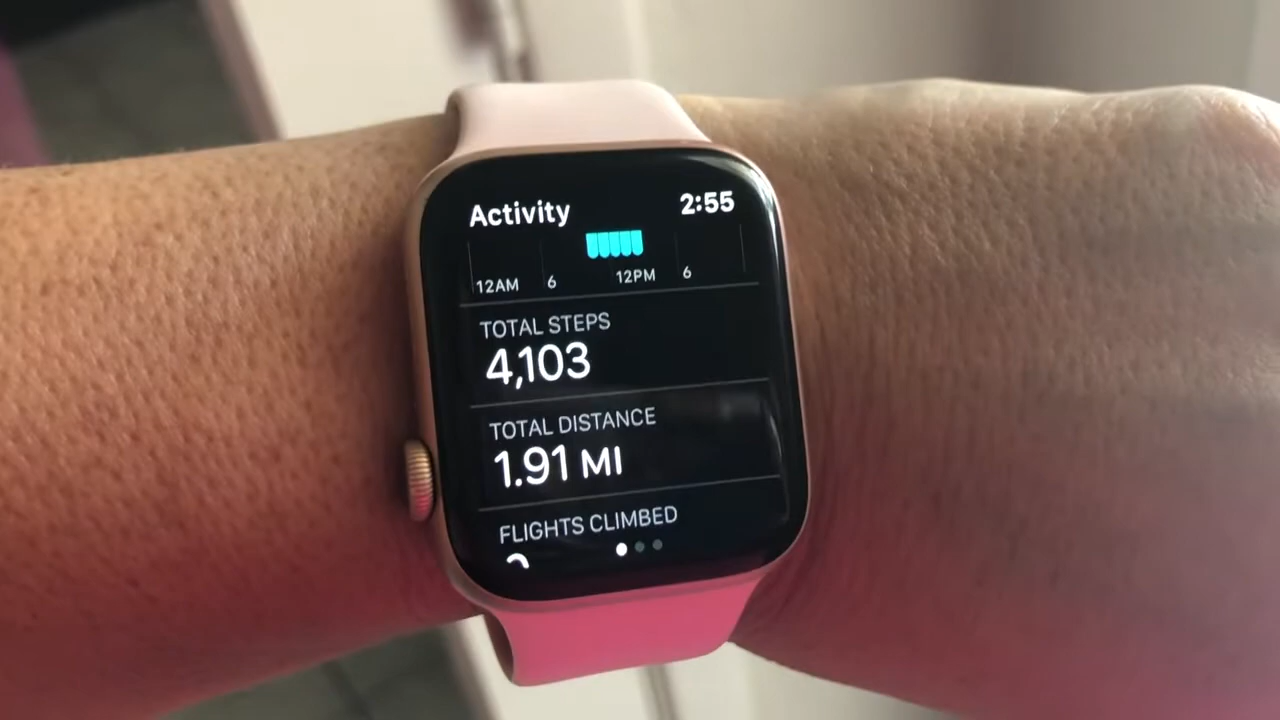 Activity 2:55
12AM 6 12PM 6
TOTAL STEPS
4,103
TOTAL DISTANCE
1.91 MI
FLIGHTS CLIMBED